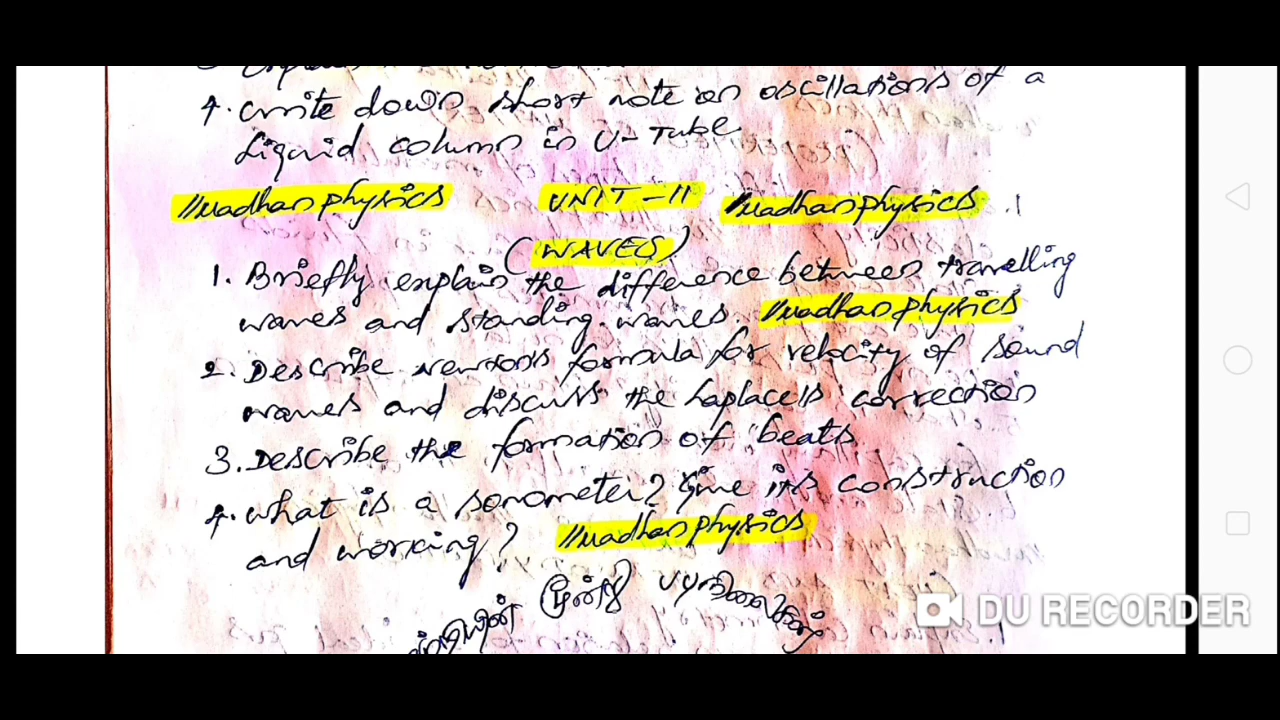 4. Write down short note on oscillations of a
Liquid column in U-Tube
Madhan physics UNIT-11 Madhan physics
(WAVES)
1. Briefly explain the difference between travelling
waves and standing waves. Madhan physics
2. Describe newton's formula for velocity of sound
waves and discuss the Laplace's correction
3. Describe the formation of beats
4. What is a sonometer? Give its construction
and working? Madhan physics
DU RECORDER